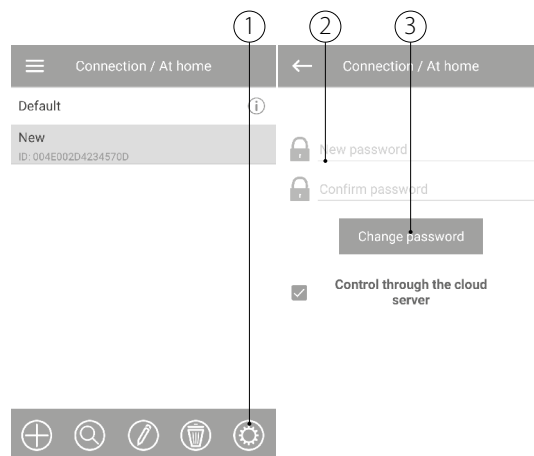 1
2
3
Connection / At home
Default
New
ID: 004E002D4234570D
Connection / At home
New password
Confirm password
Change password
Control through the cloud
server